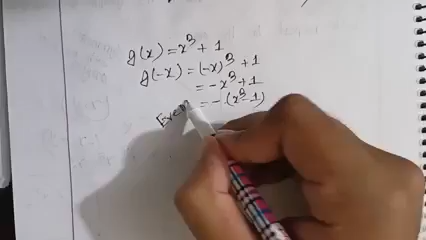 g(x) = x³ + 1
g(-x) = (-x)³ + 1
= -x³ + 1
= -(x³ - 1)
[Even